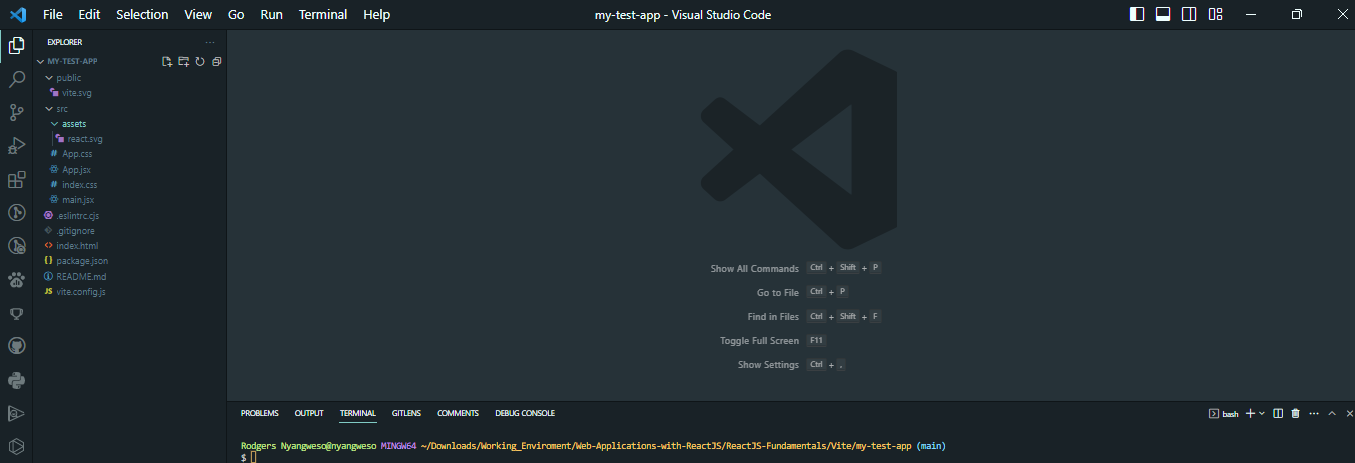 File Edit Selection View Go Run Terminal Help
my-test-app - Visual Studio Code
EXPLORER
MY-TEST-APP
public
vite.svg
src
assets
react.svg
# App.css
App.jsx
# index.css
main.jsx
.eslintrc.cjs
.gitignore
<> index.html
{} package.json
README.md
JS vite.config.js
Show All Commands Ctrl + Shift + P
Go to File Ctrl + P
Find in Files Ctrl + Shift + F
Toggle Full Screen F11
Show Settings Ctrl + ,
PROBLEMS OUTPUT TERMINAL GITLENS COMMENTS DEBUG CONSOLE
bash
Rodgers Nyangweso@nyangweso MINGW64 ~/Downloads/Working_Enviroment/Web-Applications-with-ReactJS/ReactJS-Fundamentals/Vite/my-test-app (main)
$